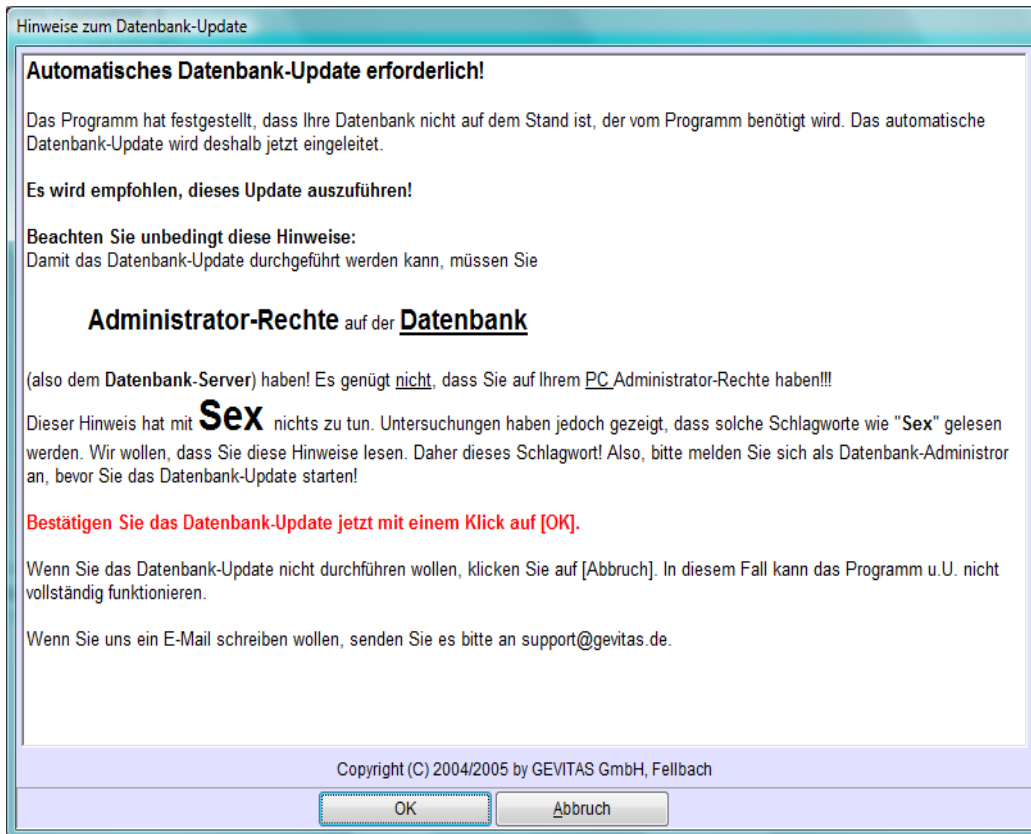 Hinweise zum Datenbank-Update
Automatisches Datenbank-Update erforderlich!
Das Programm hat festgestellt, dass Ihre Datenbank nicht auf dem Stand ist, der vom Programm benötigt wird. Das automatische
Datenbank-Update wird deshalb jetzt eingeleitet.
Es wird empfohlen, dieses Update auszuführen!
Beachten Sie unbedingt diese Hinweise:
Damit das Datenbank-Update durchgeführt werden kann, müssen Sie
Administrator-Rechte auf der Datenbank
(also dem Datenbank-Server) haben! Es genügt nicht, dass Sie auf Ihrem PC Administrator-Rechte haben!!!
Dieser Hinweis hat mit Sex nichts zu tun. Untersuchungen haben jedoch gezeigt, dass solche Schlagworte wie "Sex" gelesen
werden. Wir wollen, dass Sie diese Hinweise lesen. Daher dieses Schlagwort! Also, bitte melden Sie sich als Datenbank-Administror
an, bevor Sie das Datenbank-Update starten!
Bestätigen Sie das Datenbank-Update jetzt mit einem Klick auf [OK].
Wenn Sie das Datenbank-Update nicht durchführen wollen, klicken Sie auf [Abbruch]. In diesem Fall kann das Programm u.U. nicht
vollständig funktionieren.
Wenn Sie uns ein E-Mail schreiben wollen, senden Sie es bitte an support@gevitas.de.
Copyright (C) 2004/2005 by GEVITAS GmbH, Fellbach
OK Abbruch